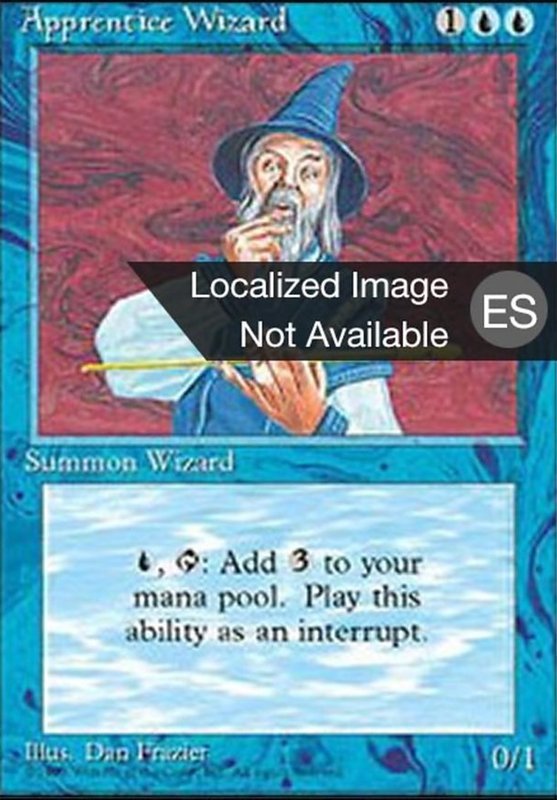 Apprentice Wizard
1
Localized Image
Not Available
ES
Summon Wizard
, : Add 3 to your
mana pool. Play this
ability as an interrupt.
Illus. Dan Frazier
0/1